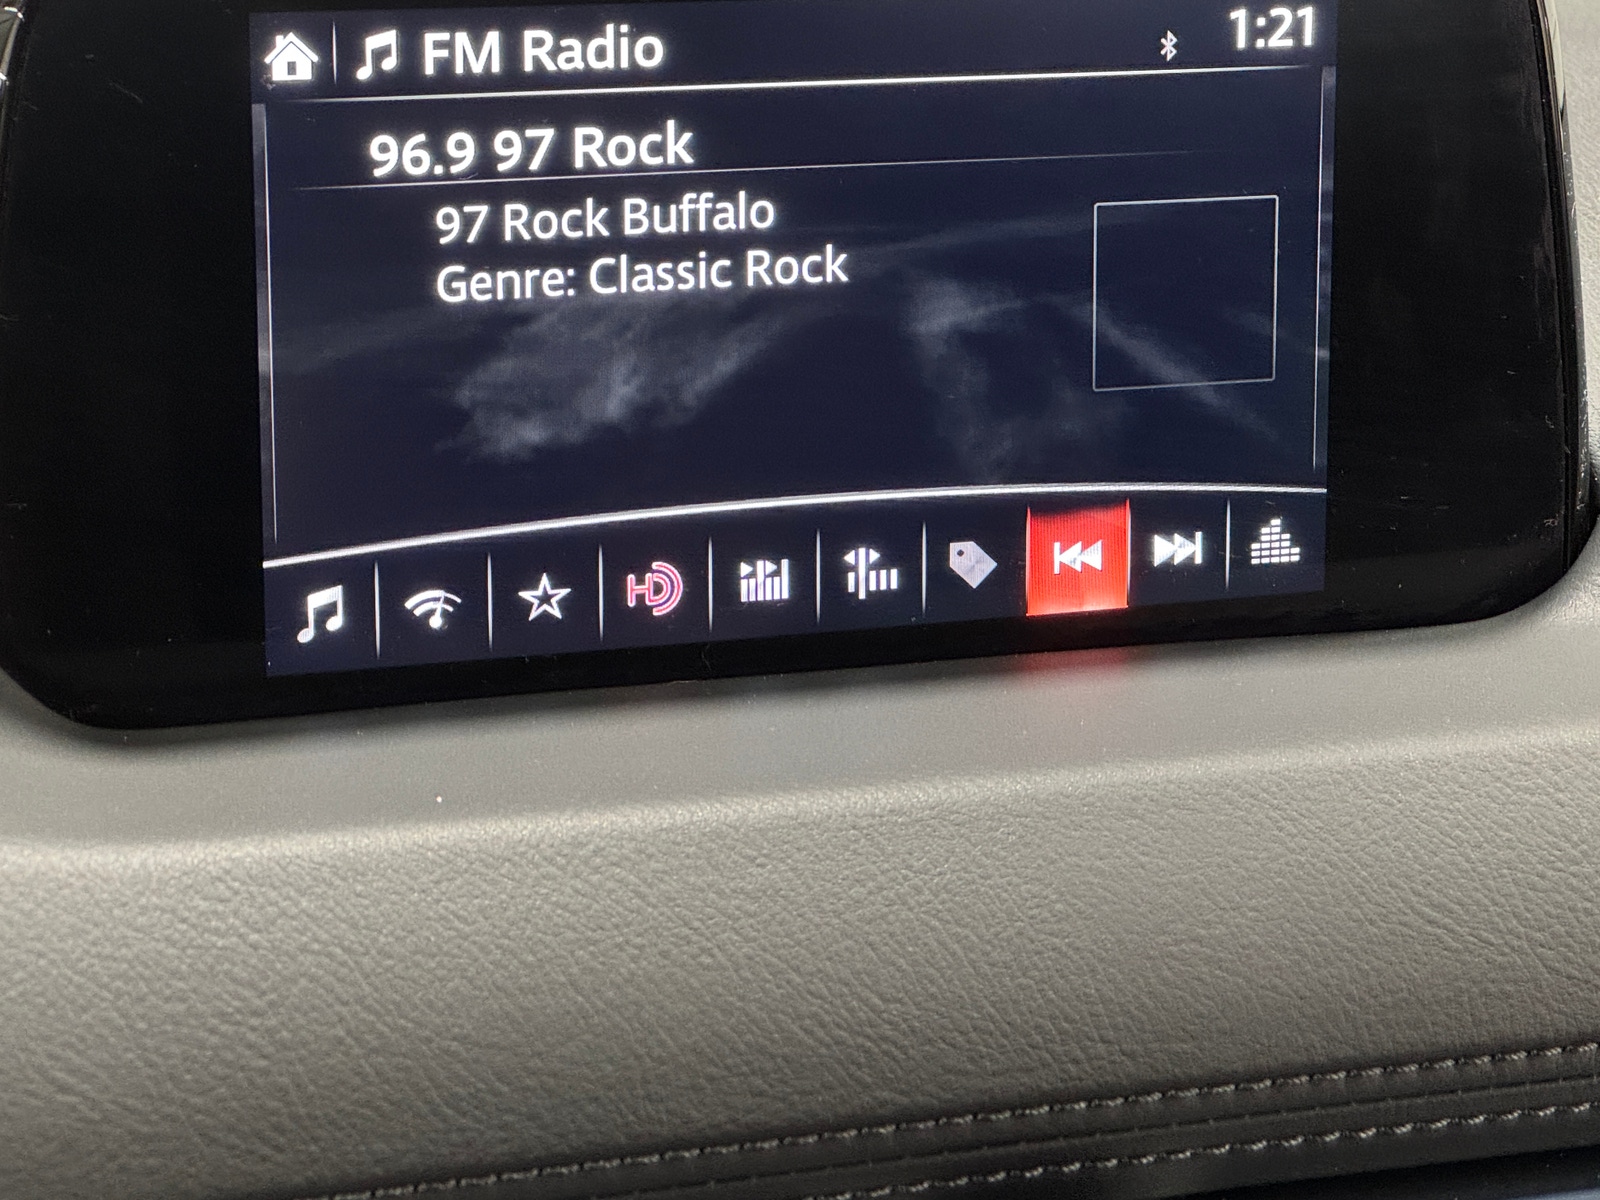 FM Radio
1:21
96.9 97 Rock
97 Rock Buffalo
Genre: Classic Rock
HD